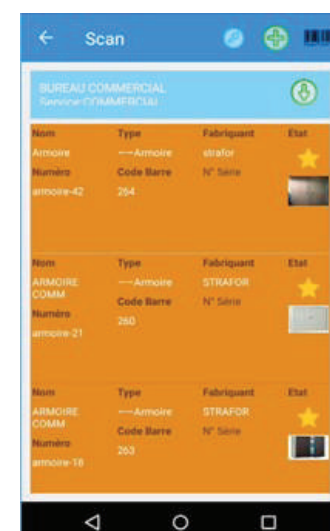 Scan
BUREAU COMMERCIAL
Service:COMMERCIAL
Nom Type Fabriquant Etat
Armoire ----Armoire strafor
Numéro Code Barre N° Série
armoire-42 264
Nom Type Fabriquant Etat
ARMOIRE COMM ----Armoire STRAFOR
Numéro Code Barre N° Série
armoire-21 260
Nom Type Fabriquant Etat
ARMOIRE COMM ----Armoire STRAFOR
Numéro Code Barre N° Série
armoire-18 263